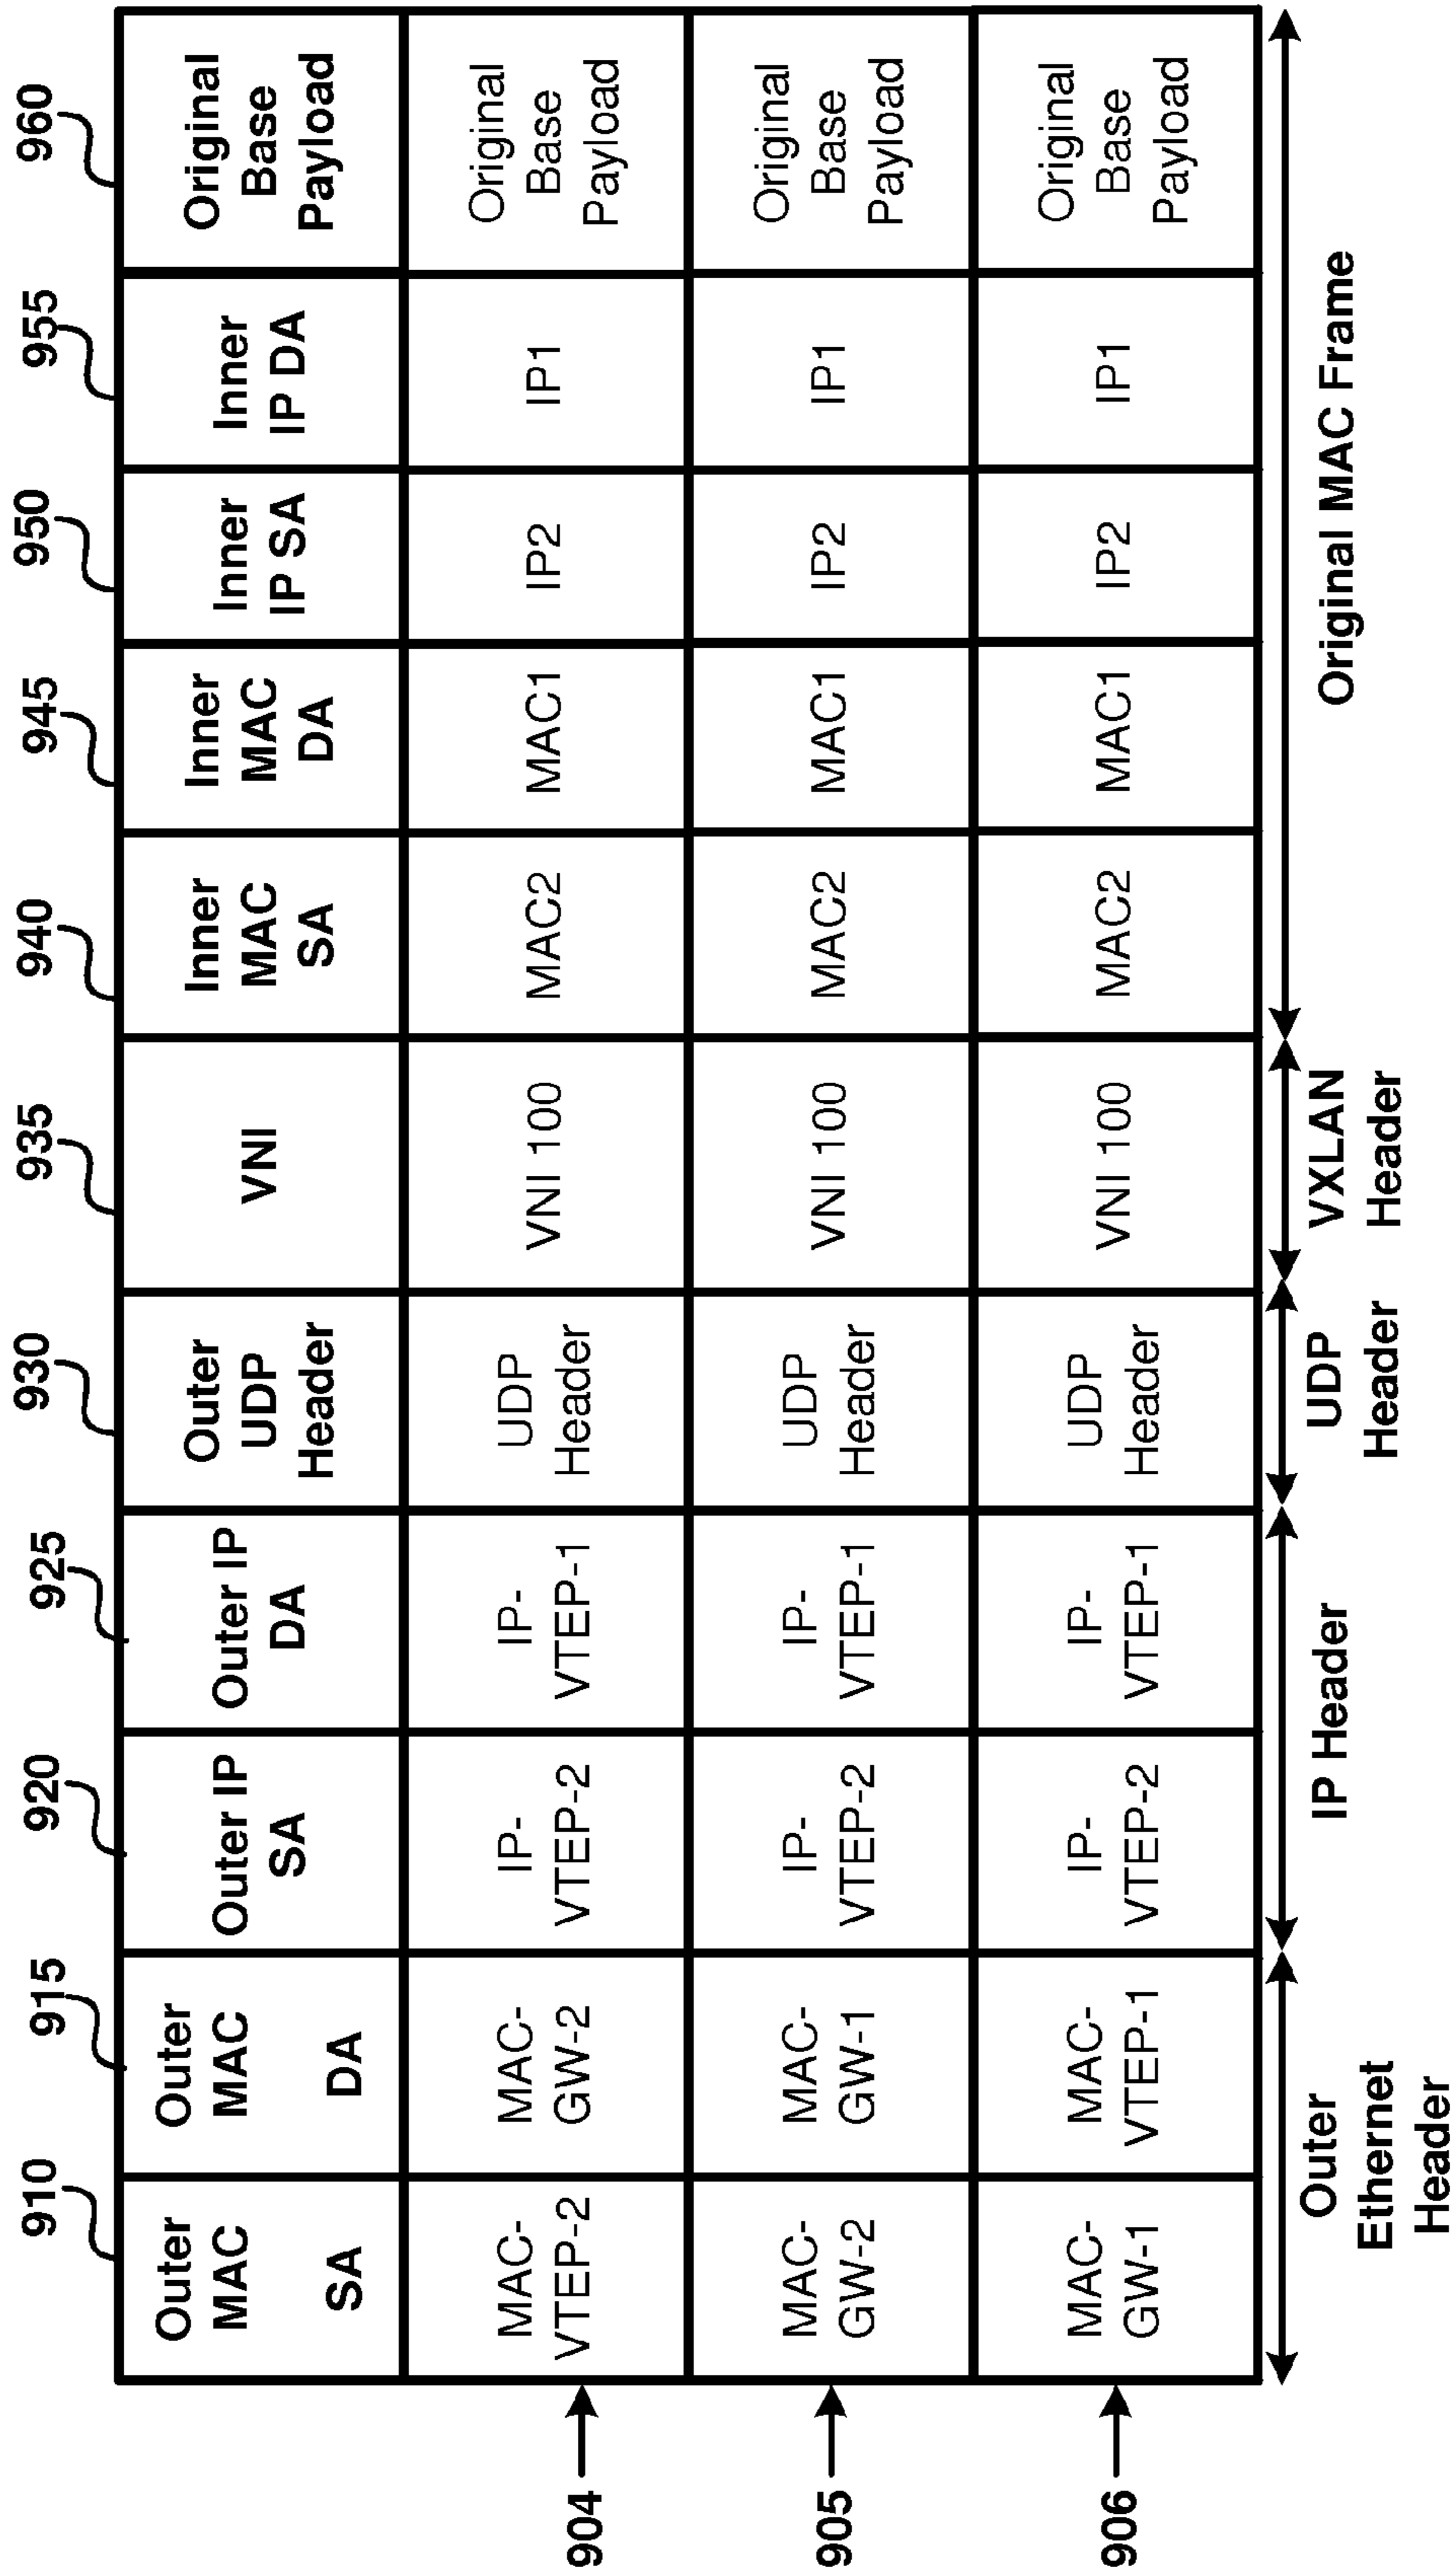 910
915
920
925
930
935
940
945
950
955
960
Outer
MAC
SA
Outer
MAC
DA
Outer IP
SA
Outer IP
DA
Outer
UDP
Header
VNI
Inner
MAC
SA
Inner
MAC
DA
Inner
IP SA
Inner
IP DA
Original
Base
Payload
904
MAC-
VTEP-2
MAC-
GW-2
IP-
VTEP-2
IP-
VTEP-1
UDP
Header
VNI 100
MAC2
MAC1
IP2
IP1
Original
Base
Payload
905
MAC-
GW-2
MAC-
GW-1
IP-
VTEP-2
IP-
VTEP-1
UDP
Header
VNI 100
MAC2
MAC1
IP2
IP1
Original
Base
Payload
906
MAC-
GW-1
MAC-
VTEP-1
IP-
VTEP-2
IP-
VTEP-1
UDP
Header
VNI 100
MAC2
MAC1
IP2
IP1
Original
Base
Payload
Outer
Ethernet
Header
IP Header
UDP
Header
VXLAN
Header
Original MAC Frame